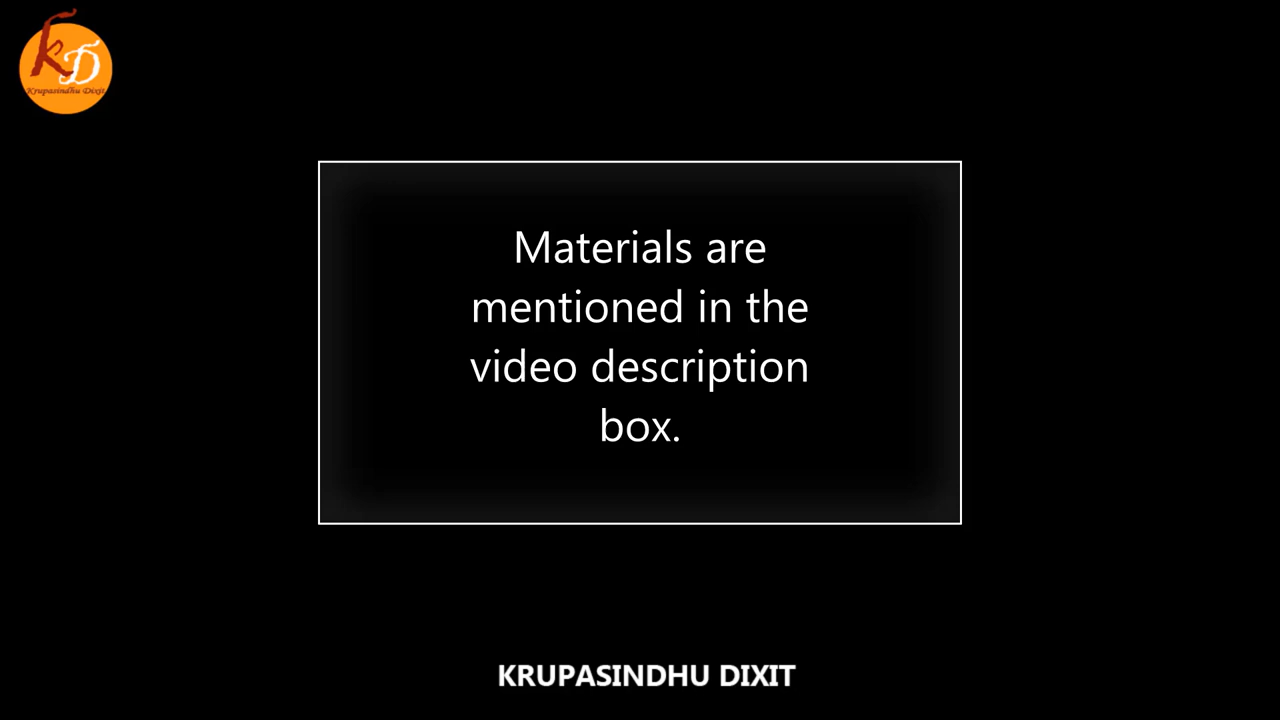 KD
Krupasindhu Dixit
Materials are
mentioned in the
video description
box.
KRUPASINDHU DIXIT